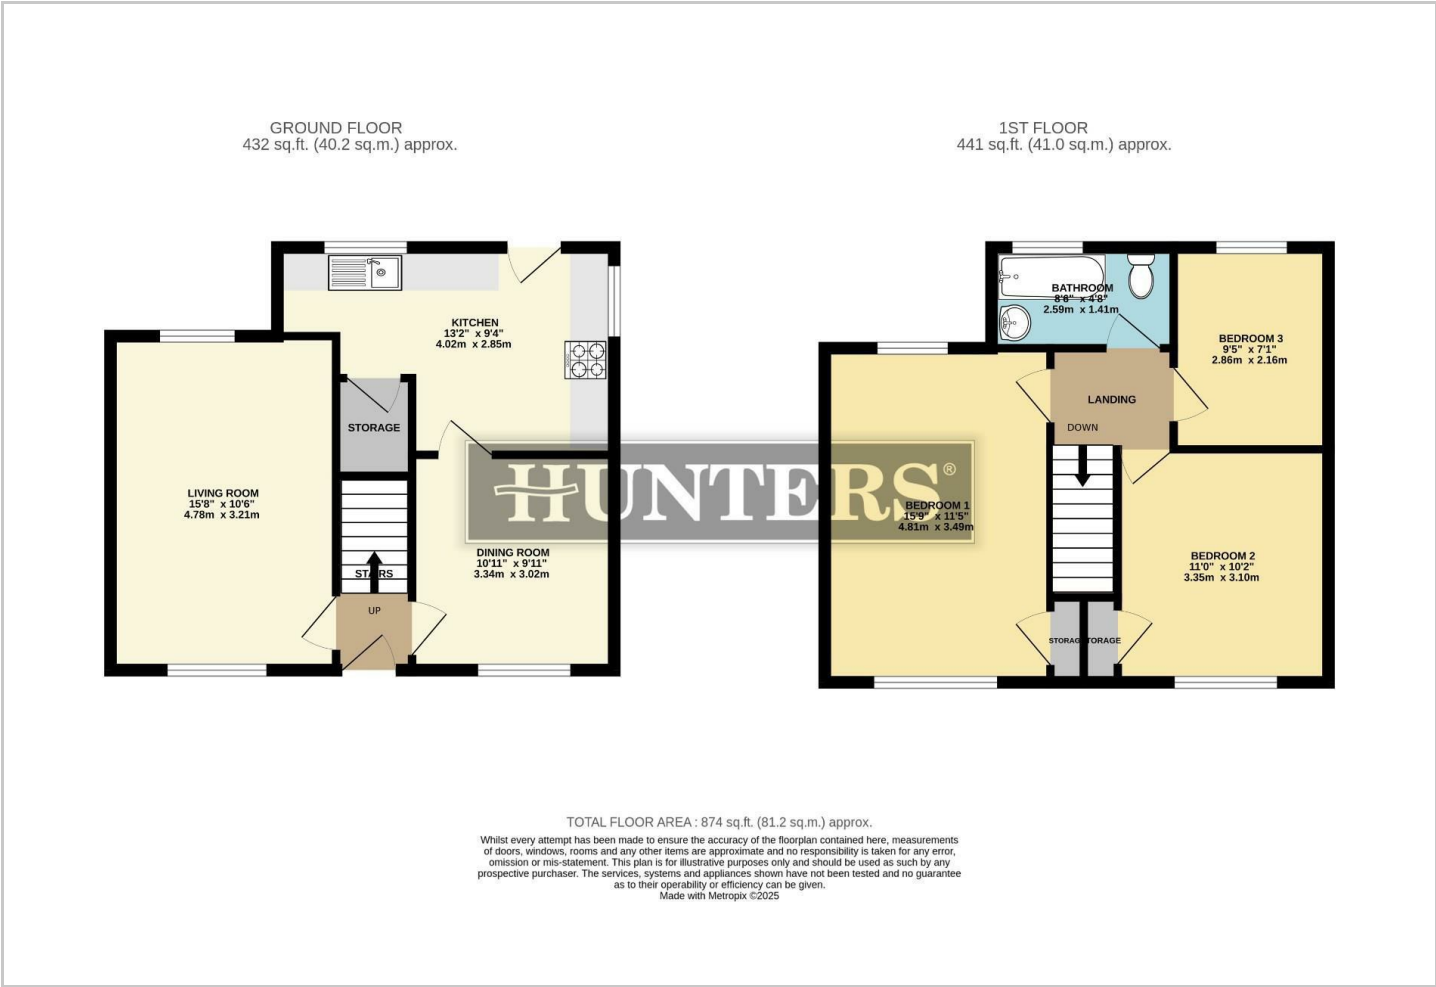 GROUND FLOOR
432 sq.ft. (40.2 sq.m.) approx.
1ST FLOOR
441 sq.ft. (41.0 sq.m.) approx.
KITCHEN
13'2" x 9'4"
4.02m x 2.85m
STORAGE
LIVING ROOM
15'8" x 10'6"
4.78m x 3.21m
DINING ROOM
10'11" x 9'11"
3.34m x 3.02m
STAIRS
UP
HUNTERS®
BATHROOM
8'6" x 4'8"
2.59m x 1.41m
BEDROOM 3
9'5" x 7'1"
2.86m x 2.16m
LANDING
DOWN
BEDROOM 1
15'9" x 11'5"
4.81m x 3.49m
BEDROOM 2
11'0" x 10'2"
3.35m x 3.10m
STORAGE
STORAGE
TOTAL FLOOR AREA : 874 sq.ft. (81.2 sq.m.) approx.
Whilst every attempt has been made to ensure the accuracy of the floorplan contained here, measurements
of doors, windows, rooms and any other items are approximate and no responsibility is taken for any error,
omission or mis-statement. This plan is for illustrative purposes only and should be used as such by any
prospective purchaser. The services, systems and appliances shown have not been tested and no guarantee
as to their operability or efficiency can be given.
Made with Metropix ©2025